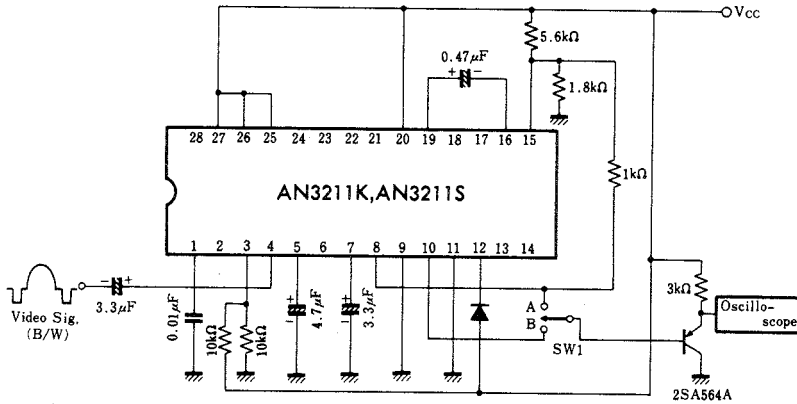 Vcc
5.6kΩ
0.47μF
+ −
1.8kΩ
28 27 26 25 24 23 22 21 20 19 18 17 16 15
1kΩ
AN3211K,AN3211S
1 2 3 4 5 6 7 8 9 10 11 12 13 14
− +
3.3μF
Video Sig.
(B/W)
0.01μF
10kΩ
10kΩ
+
−
4.7μF
+
−
3.3μF
A
B
SW1
3kΩ
Oscillo-
scope
2SA564A